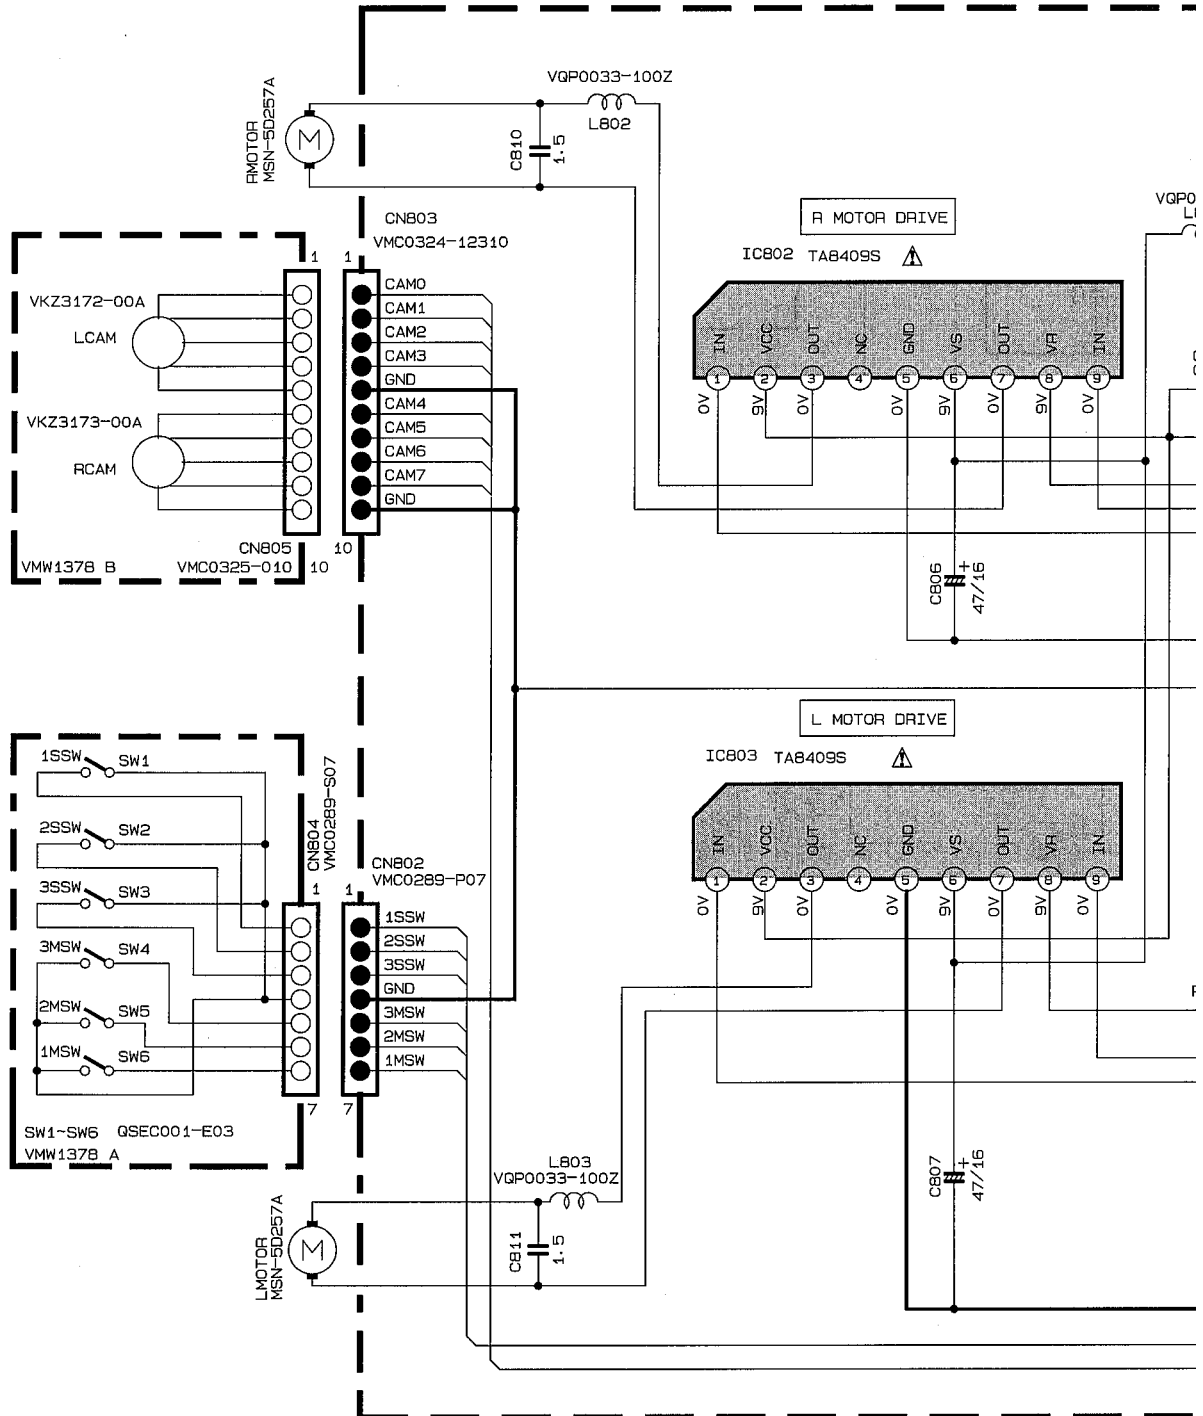 VQP0033-100Z
L802
RMOTOR
MSN-5D257A
M
C810
1.5
R MOTOR DRIVE
IC802 TA8409S
VQP0
CN803
VMC0324-12310
1 1
VKZ3172-00A
LCAM
VKZ3173-00A
RCAM
CAM0
CAM1
CAM2
CAM3
GND
CAM4
CAM5
CAM6
CAM7
GND
CN805 10
VMW1378 B VMC0325-010 10
IN VCC OUT NC GND VS OUT VR IN
1 2 3 4 5 6 7 8 9
0V 9V 0V 0V 9V 0V 9V 0V
C806
+
47/16
L MOTOR DRIVE
IC803 TA8409S
IN VCC OUT NC GND VS OUT VR IN
1 2 3 4 5 6 7 8 9
0V 9V 0V 0V 9V 0V 9V 0V
C807
+
47/16
1SSW SW1
2SSW SW2
3SSW SW3
3MSW SW4
2MSW SW5
1MSW SW6
SW1~SW6 QSEC001-E03
VMW1378 A
CN804
VMC0289-S07
CN802
VMC0289-P07
1 1
1SSW
2SSW
3SSW
GND
3MSW
2MSW
1MSW
7 7
L803
VQP0033-100Z
LMOTOR
MSN-5D257A
M
C811
1.5